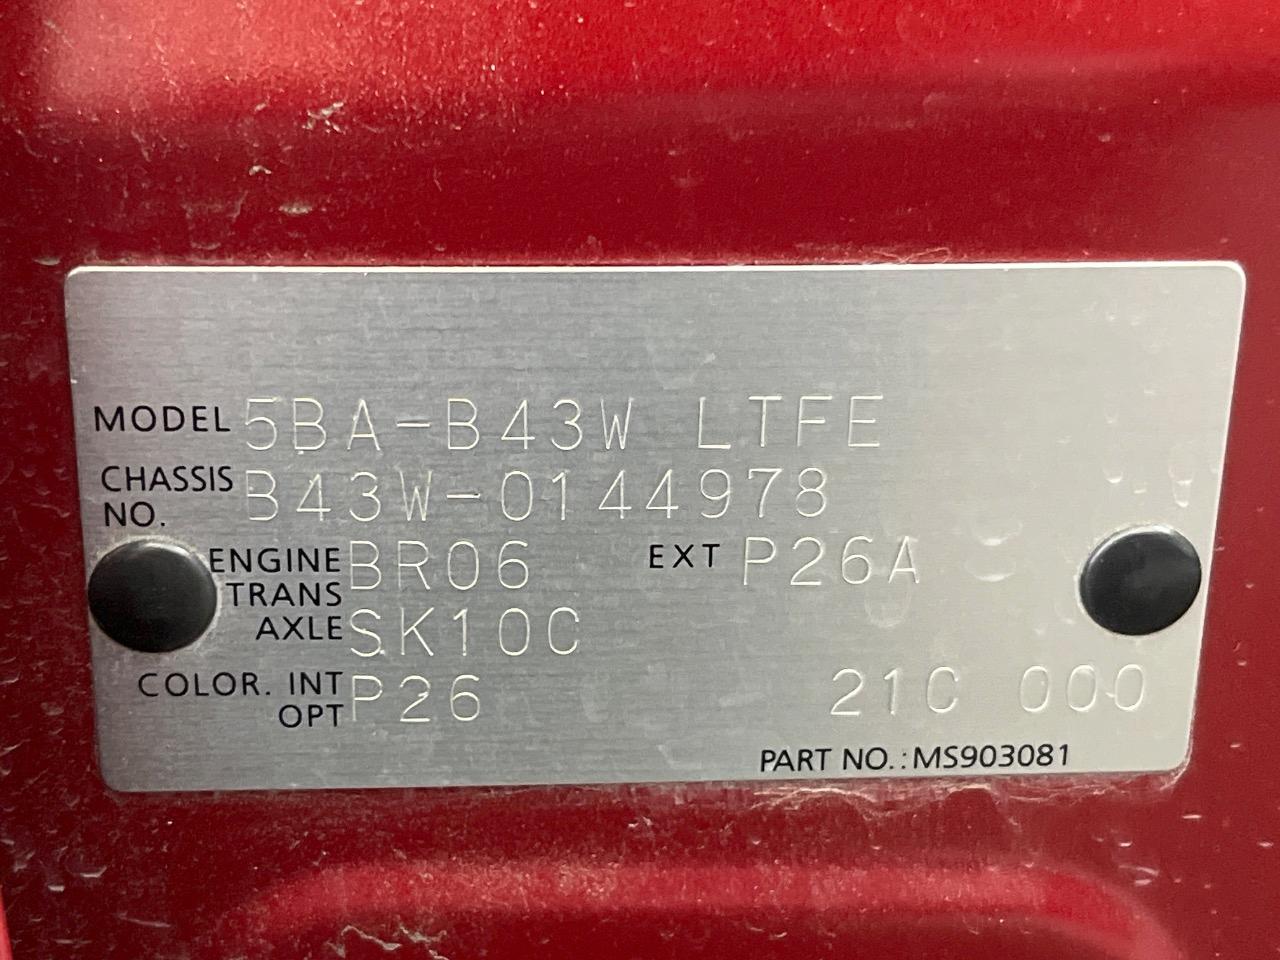 MODEL 5BA-B43W LTFE
CHASSIS NO. B43W-0144978
ENGINE BR06 EXT P26A
TRANS AXLE SK10C
COLOR. INT P26
OPT 21C 000
PART NO.:MS903081